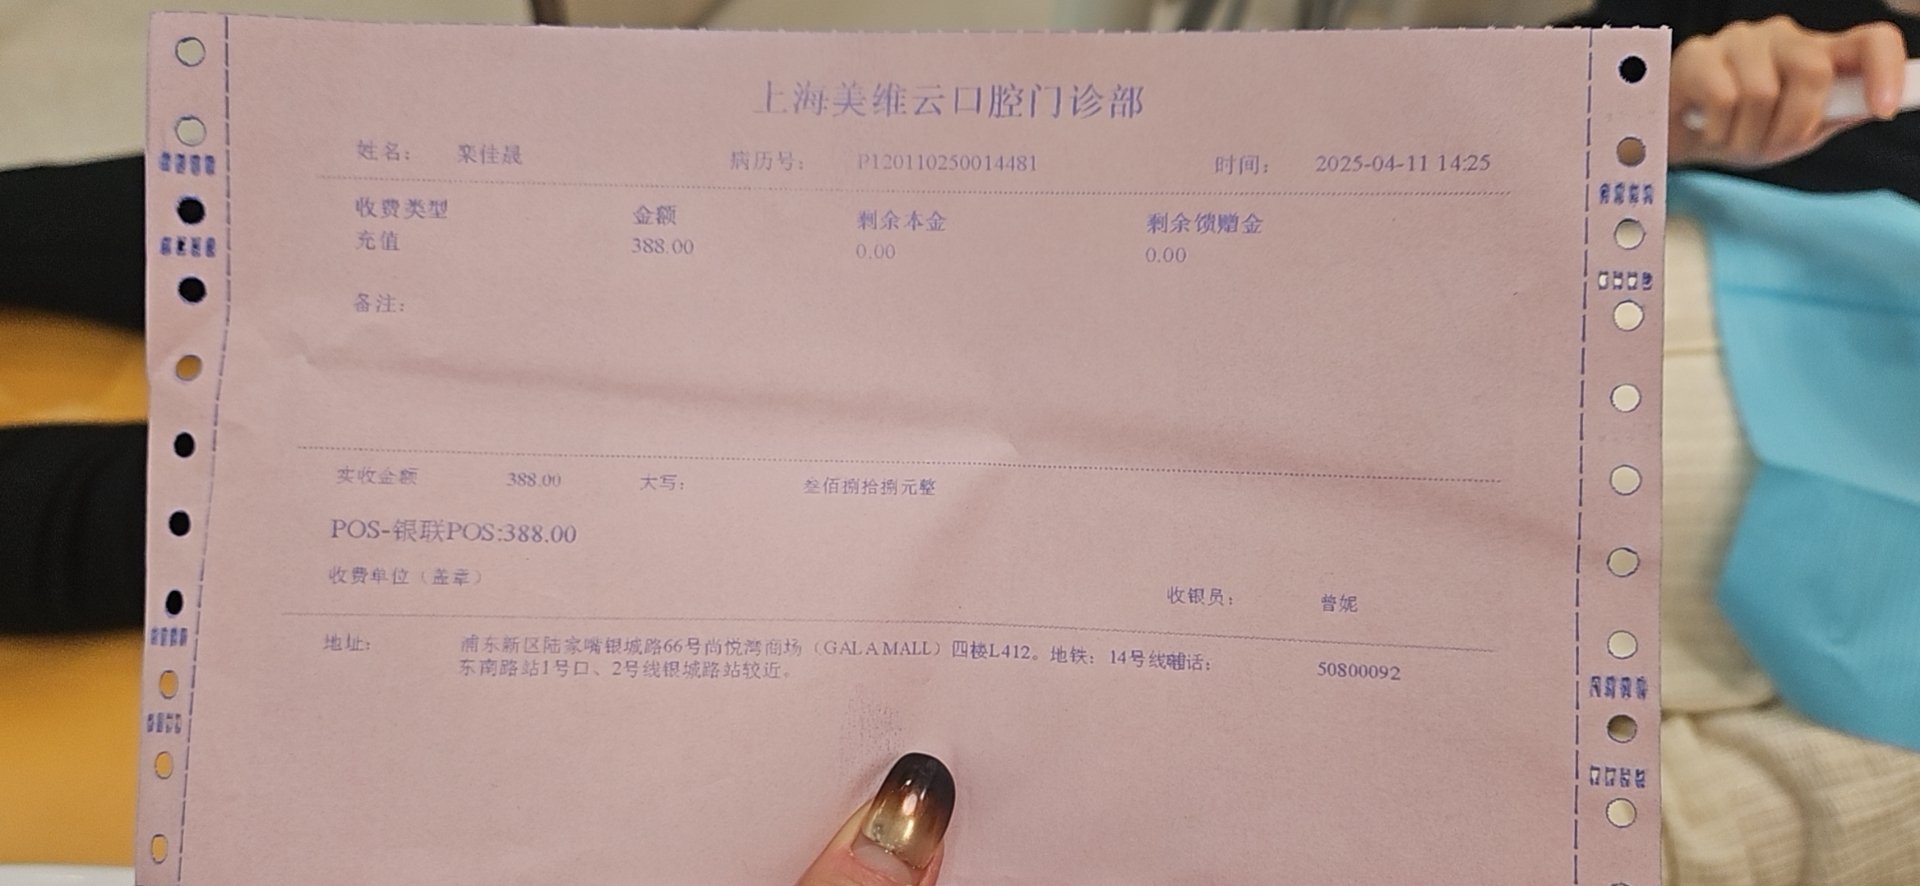 上海美维云口腔门诊部
姓名: 栾佳晟 病历号: P120110250014481 时间: 2025-04-11 14:25
收费类型 金额 剩余本金 剩余馈赠金
充值 388.00 0.00 0.00
备注:
实收金额 388.00 大写: 叁佰捌拾捌元整
POS-银联POS:388.00
收费单位（盖章）
收银员: 曾妮
地址: 浦东新区陆家嘴银城路66号尚悦湾商场（GALA MALL）四楼L412。地铁：14号线 话: 50800092
东南路站1号口、2号线银城路站较近。